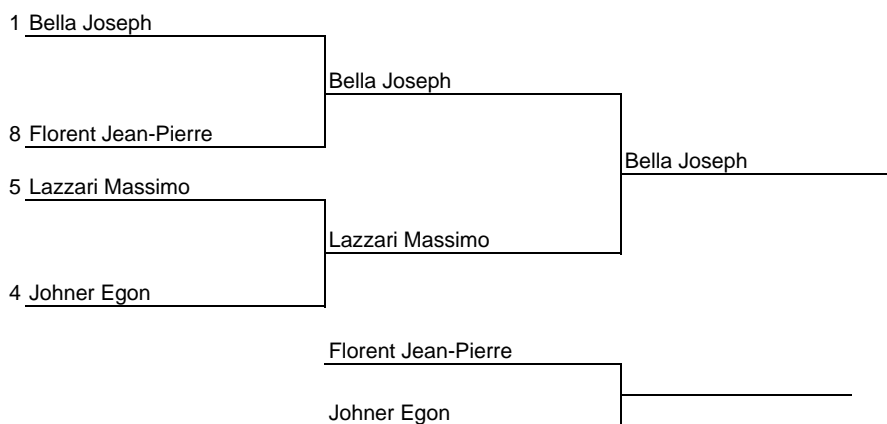 1 Bella Joseph
Bella Joseph
8 Florent Jean-Pierre
Bella Joseph
5 Lazzari Massimo
Lazzari Massimo
4 Johner Egon
Florent Jean-Pierre
Johner Egon